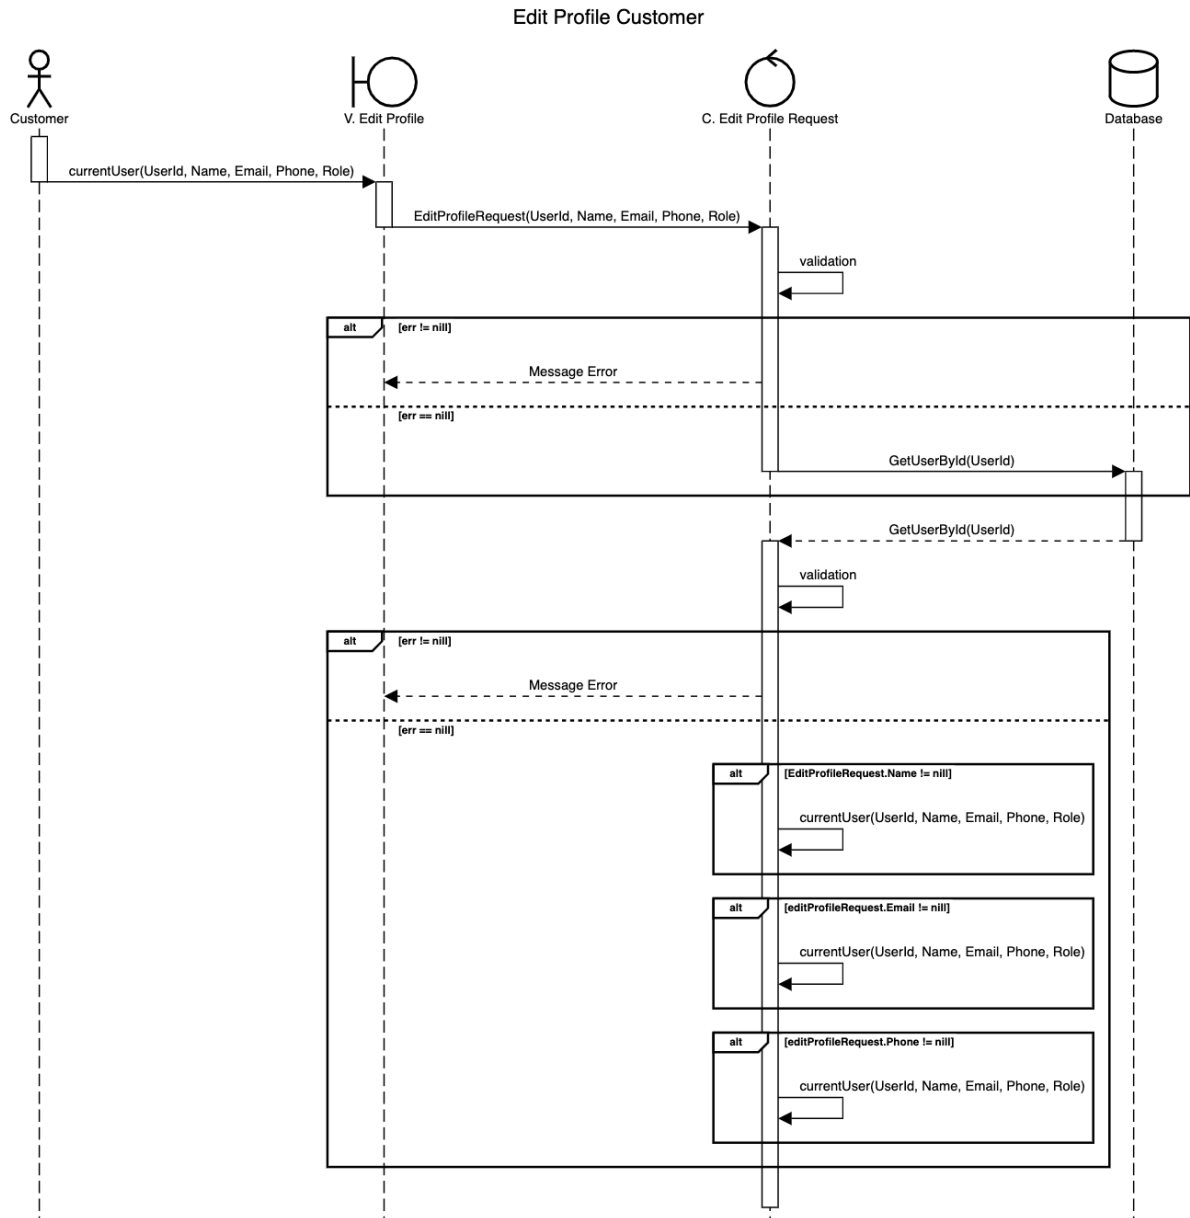 Edit Profile Customer
Customer
V. Edit Profile
C. Edit Profile Request
Database
currentUser(UserId, Name, Email, Phone, Role)
EditProfileRequest(UserId, Name, Email, Phone, Role)
validation
alt [err != nill]
Message Error
[err == nill]
GetUserById(UserId)
GetUserById(UserId)
validation
alt [err != nill]
Message Error
[err == nill]
alt [EditProfileRequest.Name != nill]
currentUser(UserId, Name, Email, Phone, Role)
alt [editProfileRequest.Email != nill]
currentUser(UserId, Name, Email, Phone, Role)
alt [editProfileRequest.Phone != nill]
currentUser(UserId, Name, Email, Phone, Role)